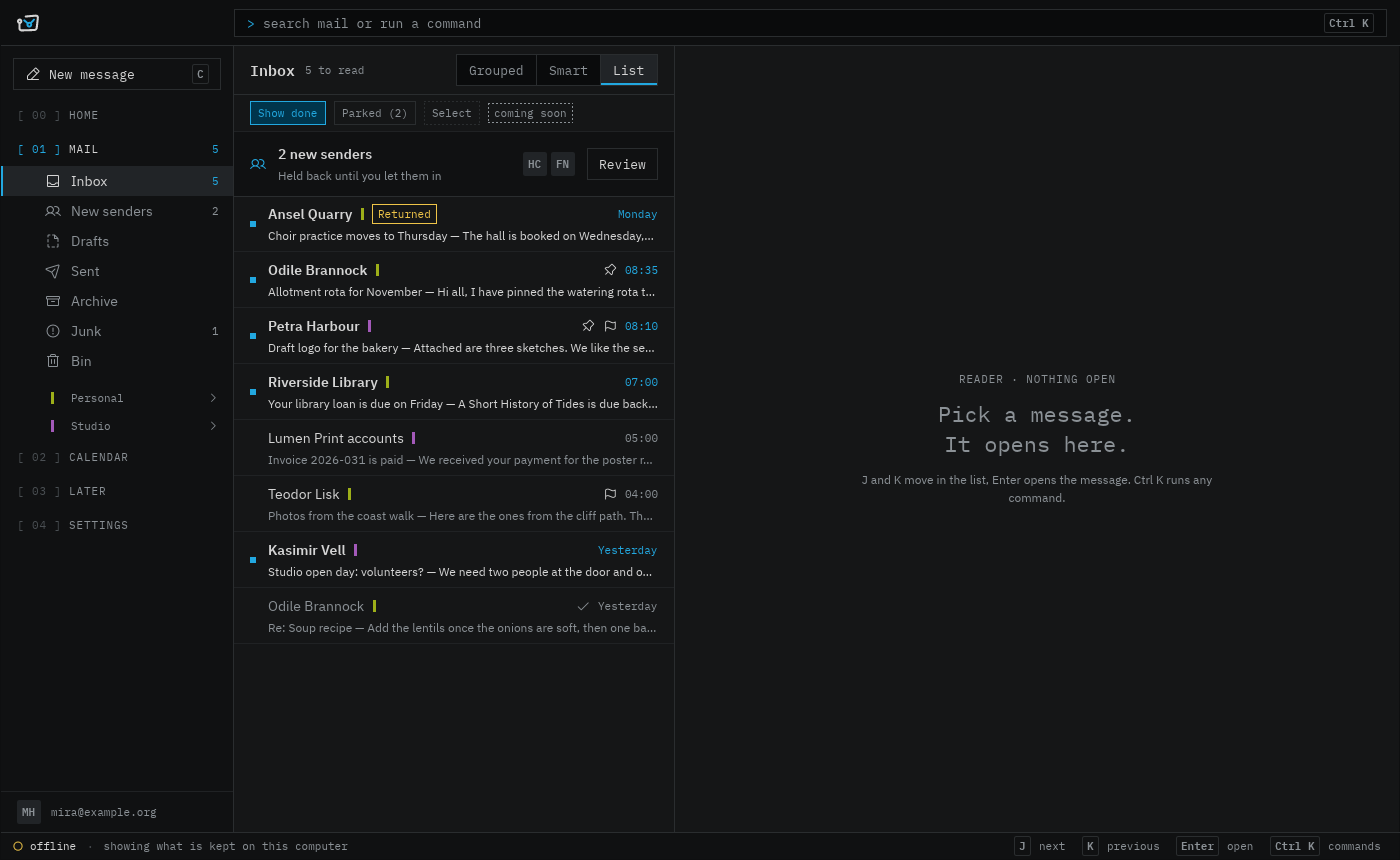 > search mail or run a command Ctrl K
New message C
[ 00 ] HOME
[ 01 ] MAIL 5
Inbox 5
New senders 2
Drafts
Sent
Archive
Junk 1
Bin
Personal
Studio
[ 02 ] CALENDAR
[ 03 ] LATER
[ 04 ] SETTINGS
MH mira@example.org
Inbox 5 to read Grouped Smart List
Show done Parked (2) Select coming soon
2 new senders
Held back until you let them in
HC FN Review
Ansel Quarry Returned Monday
Choir practice moves to Thursday — The hall is booked on Wednesday,…
Odile Brannock 08:35
Allotment rota for November — Hi all, I have pinned the watering rota t…
Petra Harbour 08:10
Draft logo for the bakery — Attached are three sketches. We like the se…
Riverside Library 07:00
Your library loan is due on Friday — A Short History of Tides is due back…
Lumen Print accounts 05:00
Invoice 2026-031 is paid — We received your payment for the poster r…
Teodor Lisk 04:00
Photos from the coast walk — Here are the ones from the cliff path. Th…
Kasimir Vell Yesterday
Studio open day: volunteers? — We need two people at the door and o…
Odile Brannock Yesterday
Re: Soup recipe — Add the lentils once the onions are soft, then one ba…
READER · NOTHING OPEN
Pick a message.
It opens here.
J and K move in the list, Enter opens the message. Ctrl K runs any
command.
offline · showing what is kept on this computer
J next K previous Enter open Ctrl K commands